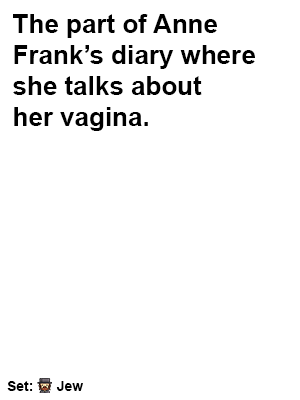 The part of Anne
Frank’s diary where
she talks about
her vagina.
Set: Jew